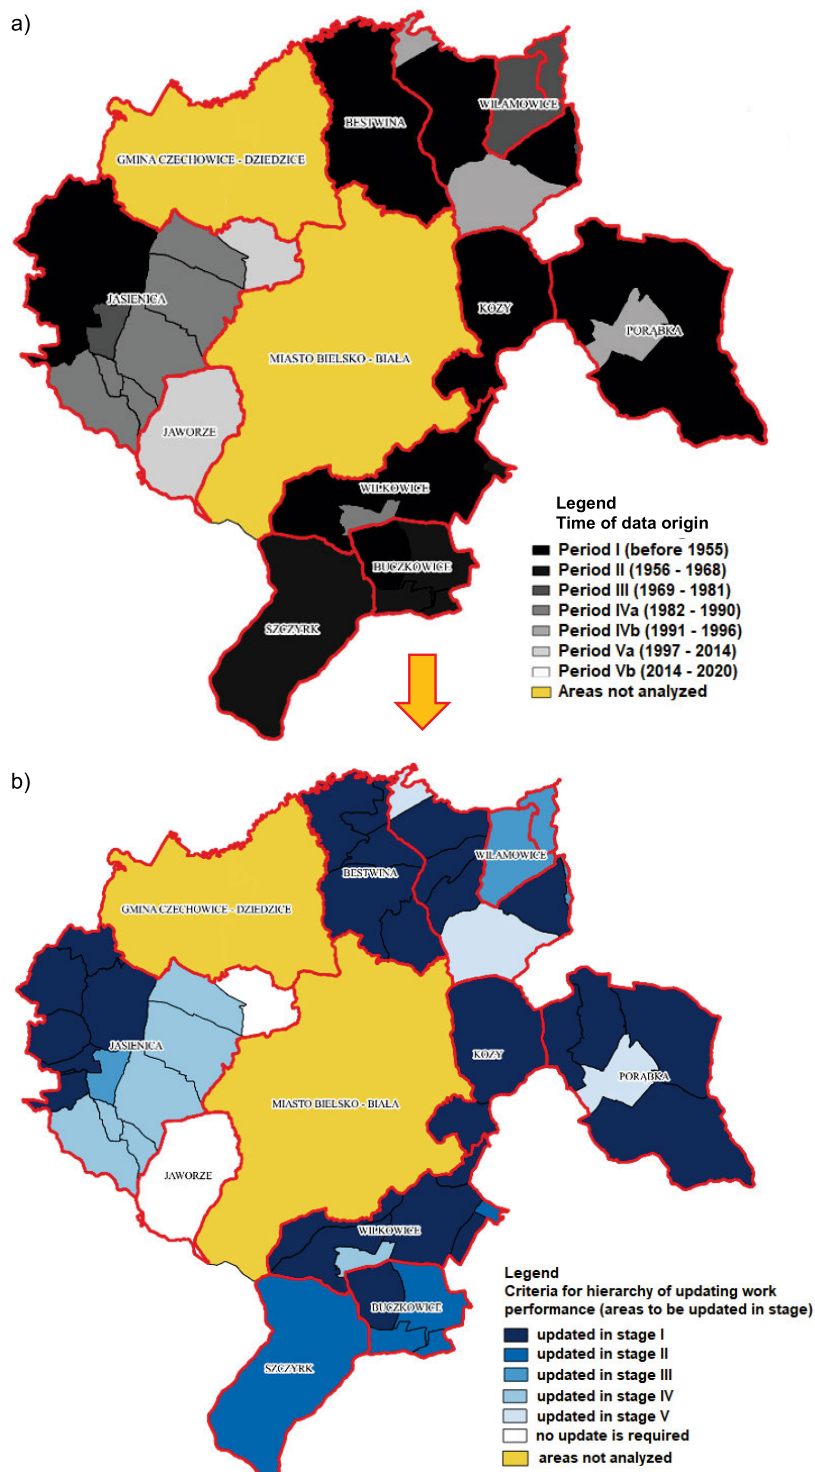 a)
WILAMOWICE
BESTWINA
GMINA CZECHOWICE - DZIEDZICE
JASIENICA
KOZY
PORĄBKA
MIASTO BIELSKO - BIAŁA
JAWORZE
WILKOWICE
BUCZKOWICE
SZCZYRK
Legend
Time of data origin
Period I (before 1955)
Period II (1956 - 1968)
Period III (1969 - 1981)
Period IVa (1982 - 1990)
Period IVb (1991 - 1996)
Period Va (1997 - 2014)
Period Vb (2014 - 2020)
Areas not analyzed
b)
WILAMOWICE
BESTWINA
GMINA CZECHOWICE - DZIEDZICE
JASIENICA
KOZY
PORĄBKA
MIASTO BIELSKO - BIAŁA
JAWORZE
WILKOWICE
BUCZKOWICE
SZCZYRK
Legend
Criteria for hierarchy of updating work
performance (areas to be updated in stage)
updated in stage I
updated in stage II
updated in stage III
updated in stage IV
updated in stage V
no update is required
areas not analyzed